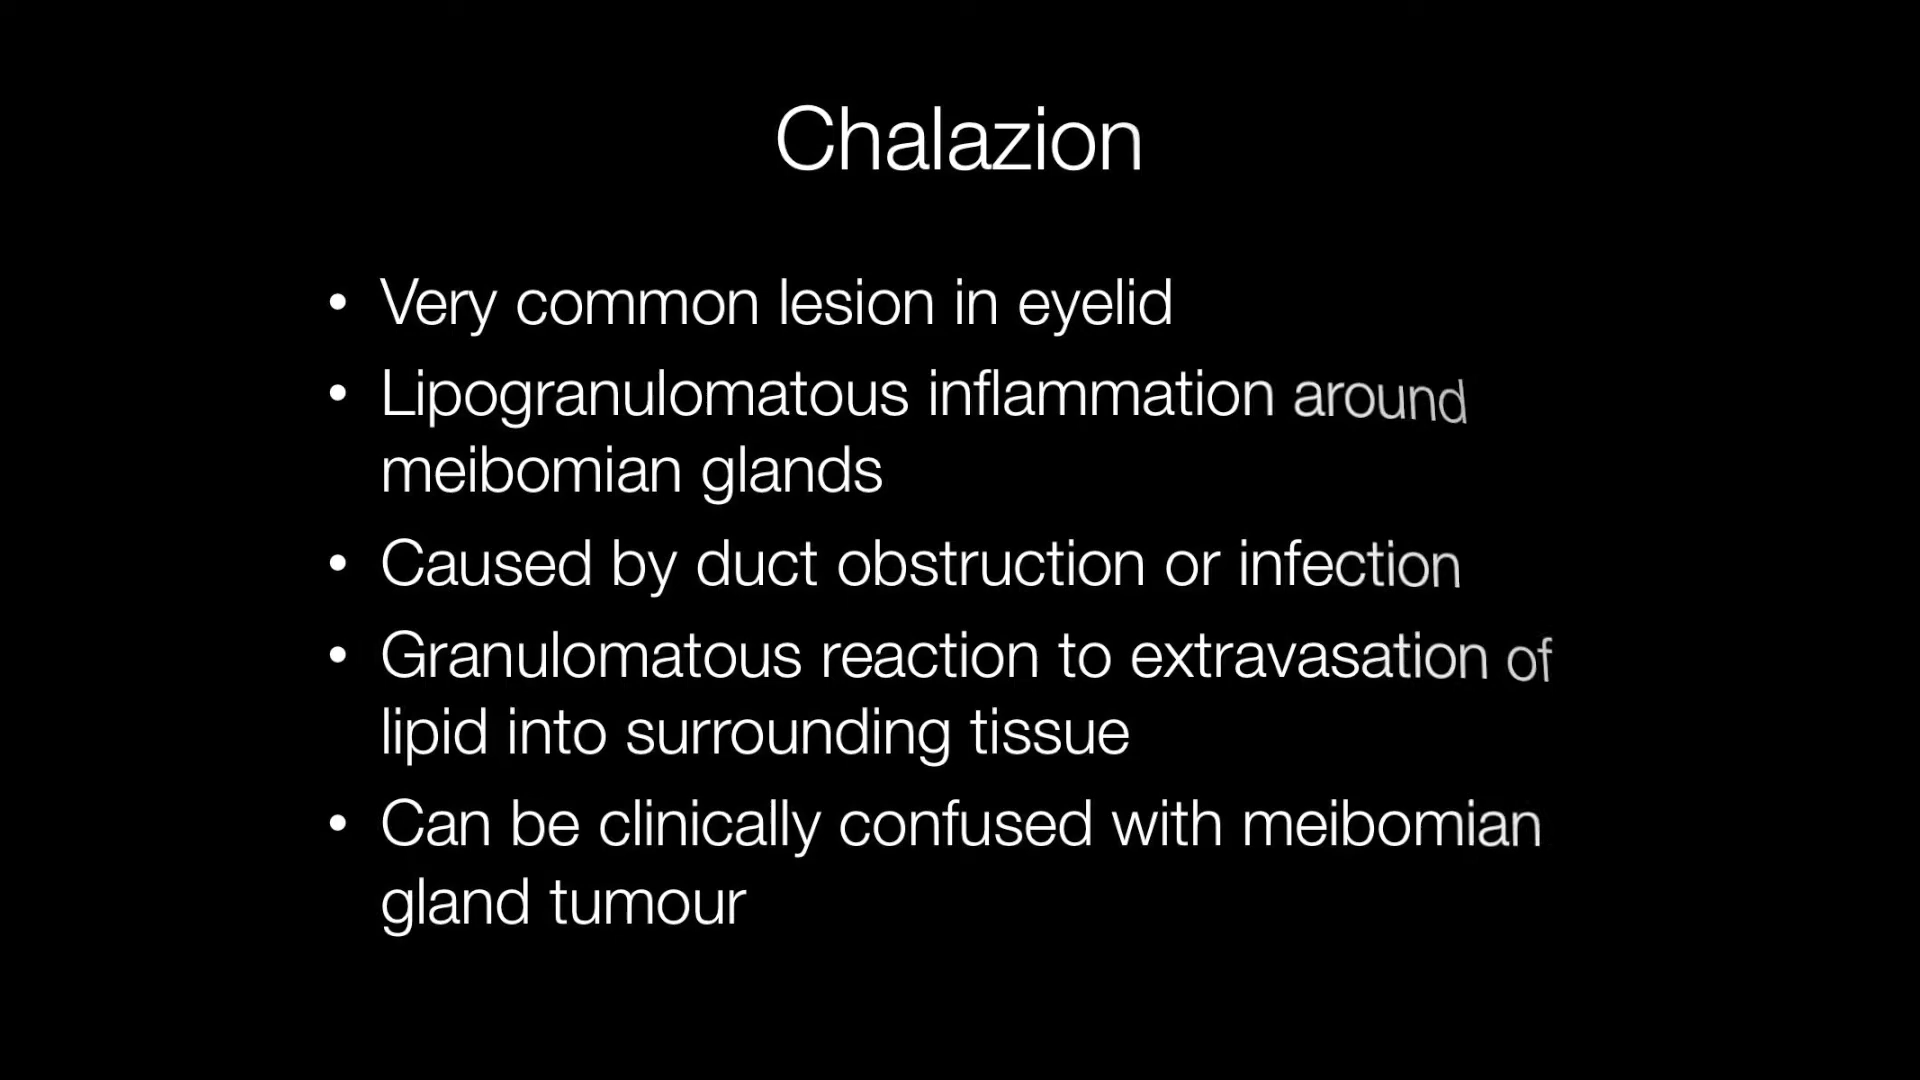 Chalazion
• Very common lesion in eyelid
• Lipogranulomatous inflammation around
meibomian glands
• Caused by duct obstruction or infection
• Granulomatous reaction to extravasation of
lipid into surrounding tissue
• Can be clinically confused with meibomian
gland tumour